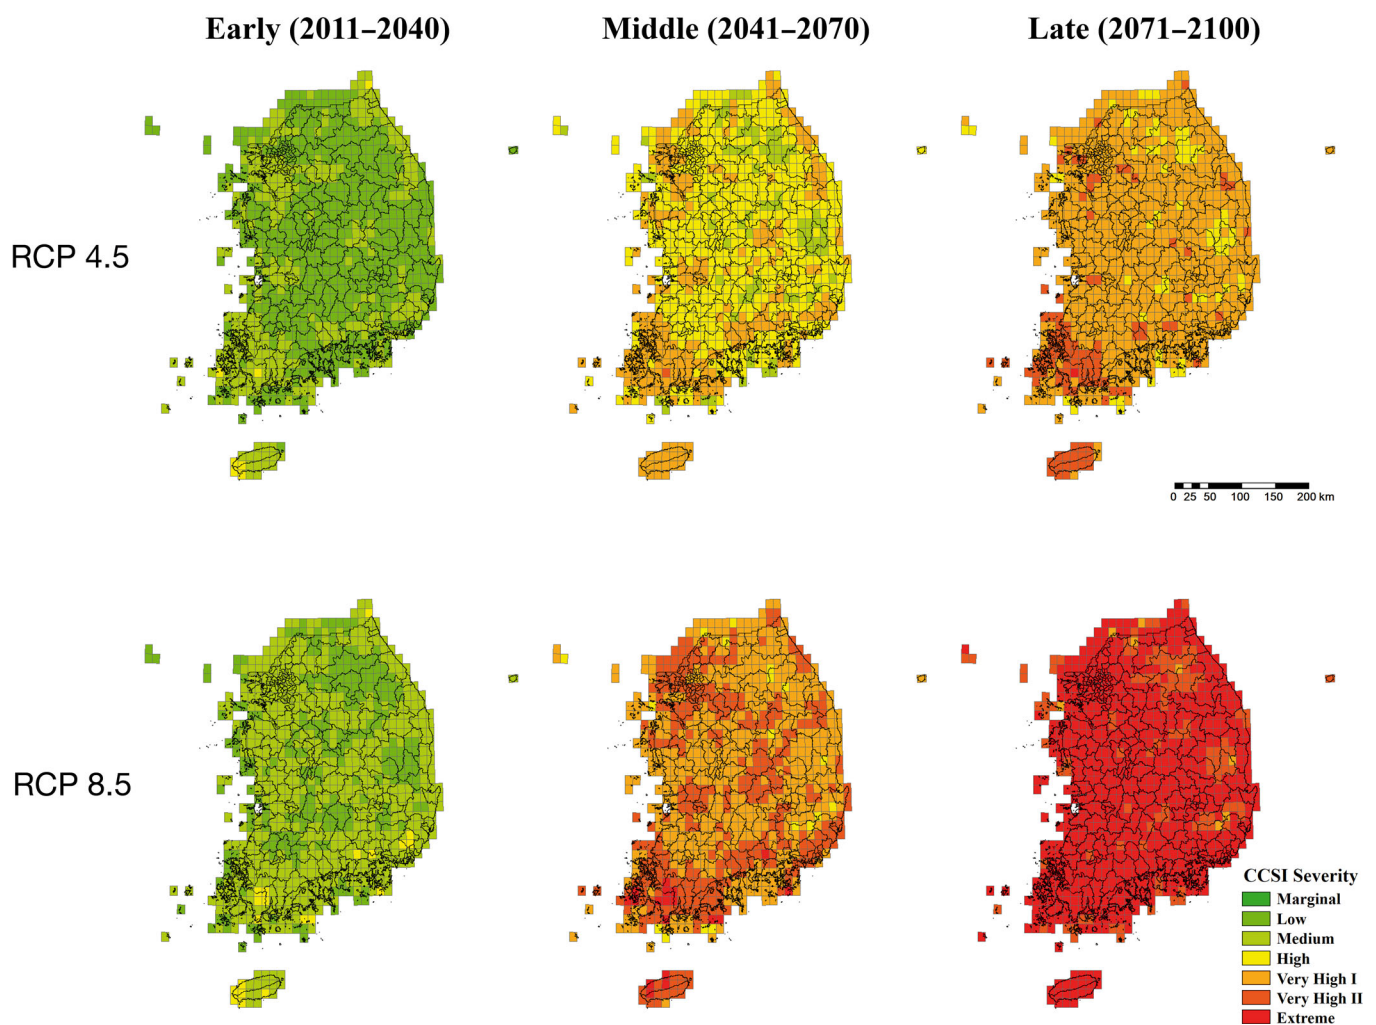 Early (2011–2040) Middle (2041–2070) Late (2071–2100)
RCP 4.5
0 25 50 100 150 200 km
RCP 8.5
CCSI Severity
Marginal
Low
Medium
High
Very High I
Very High II
Extreme